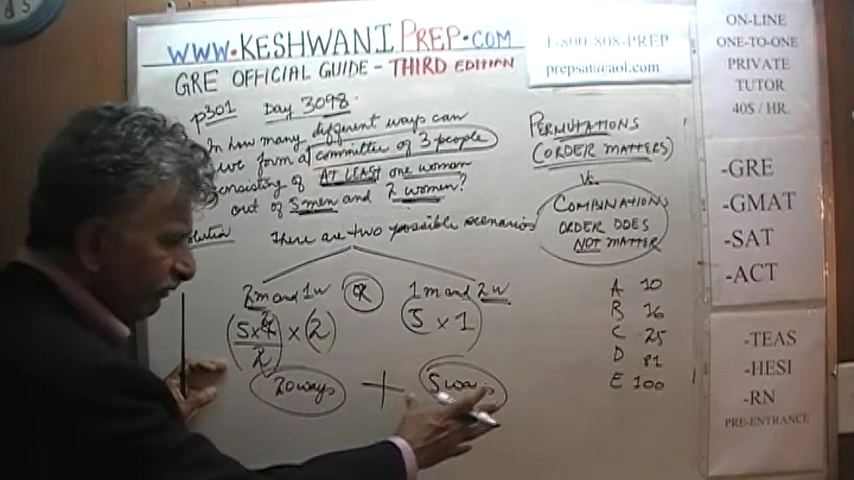 WWW.KESHWANIPREP.COM
GRE OFFICIAL GUIDE - THIRD EDITION
1-800-808-PREP
prepsat@aol.com
p301 Day 3098.
In how many different ways can
we form a committee of 3 people
consisting of AT LEAST one woman
out of 5 men and 2 women?
There are two possible scenarios
2m and 1w OR 1m and 2w
5 x 1
x (2)
2
20 ways + 5 ways
PERMUTATIONS
(ORDER MATTERS)
Vs.
COMBINATIONS
ORDER DOES
NOT MATTER
A 10
B 16
C 25
D 81
E 100
ON-LINE
ONE-TO-ONE
PRIVATE
TUTOR
40$ / HR.
-GRE
-GMAT
-SAT
-ACT
-TEAS
-HESI
-RN
PRE-ENTRANCE